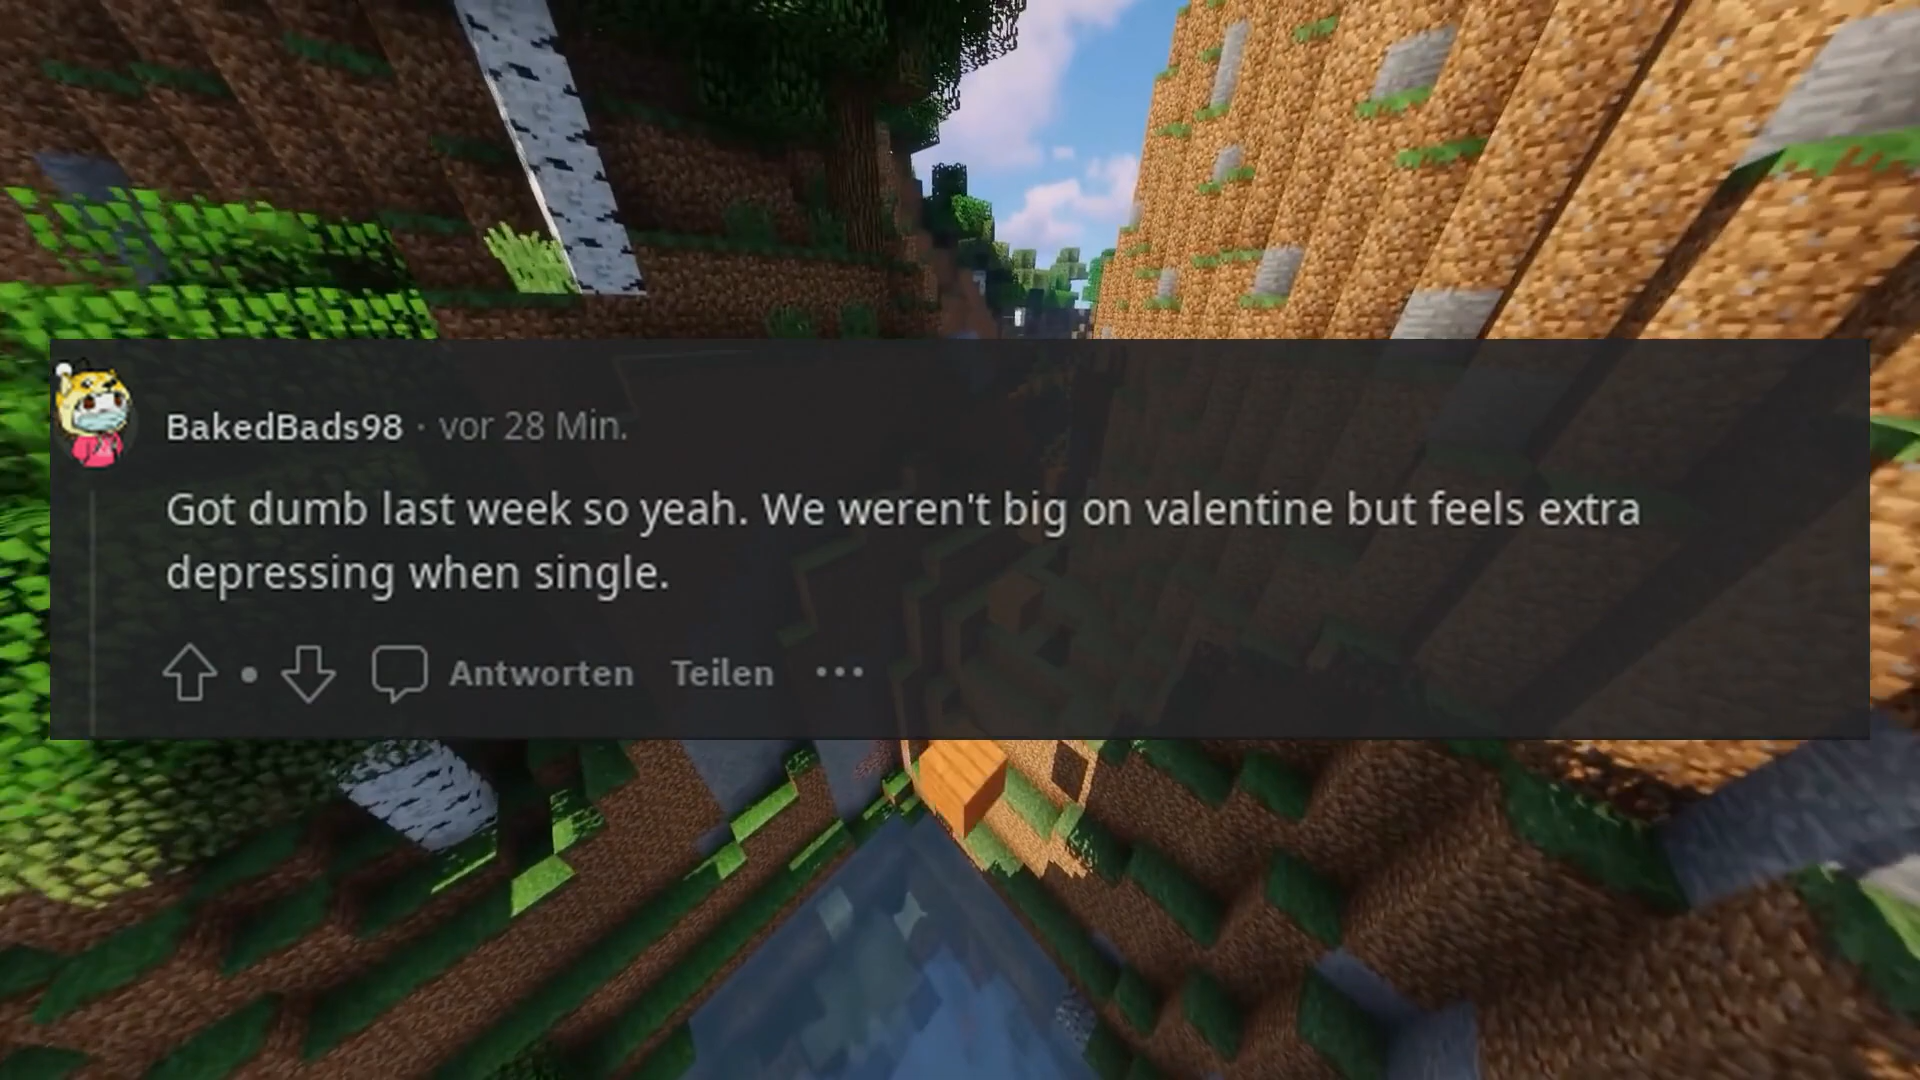 BakedBads98 · vor 28 Min.
Got dumb last week so yeah. We weren't big on valentine but feels extra
depressing when single.
Antworten Teilen ...